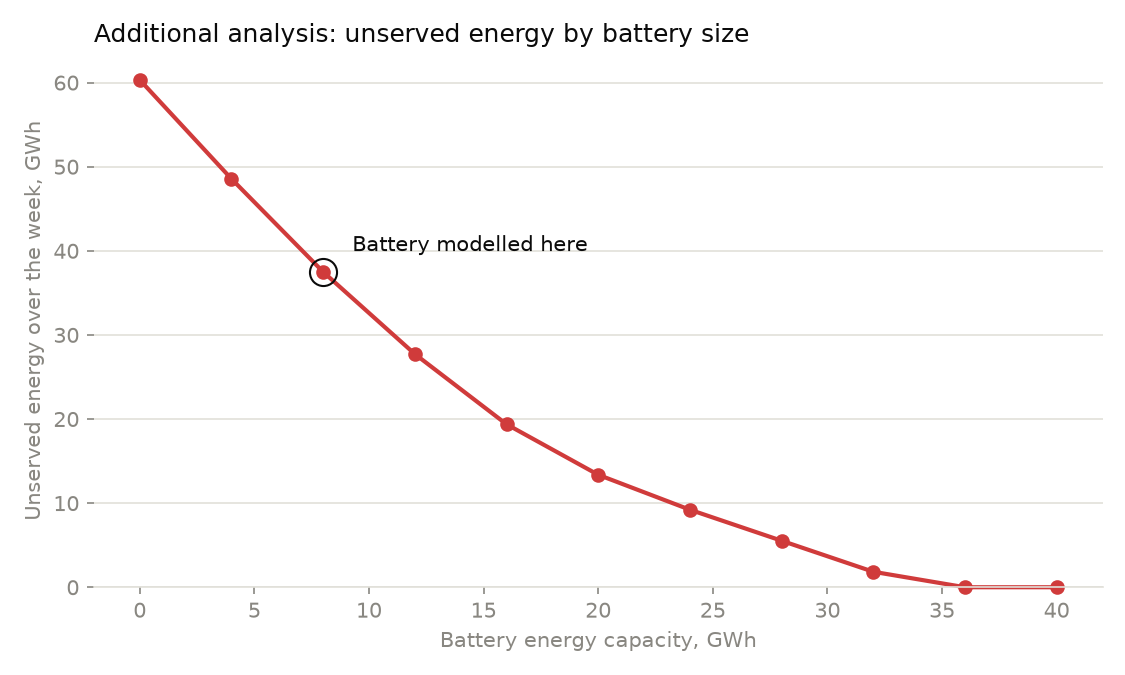 Additional analysis: unserved energy by battery size
Unserved energy over the week, GWh
60
50
40
30
20
10
0
Battery modelled here
0 5 10 15 20 25 30 35 40
Battery energy capacity, GWh